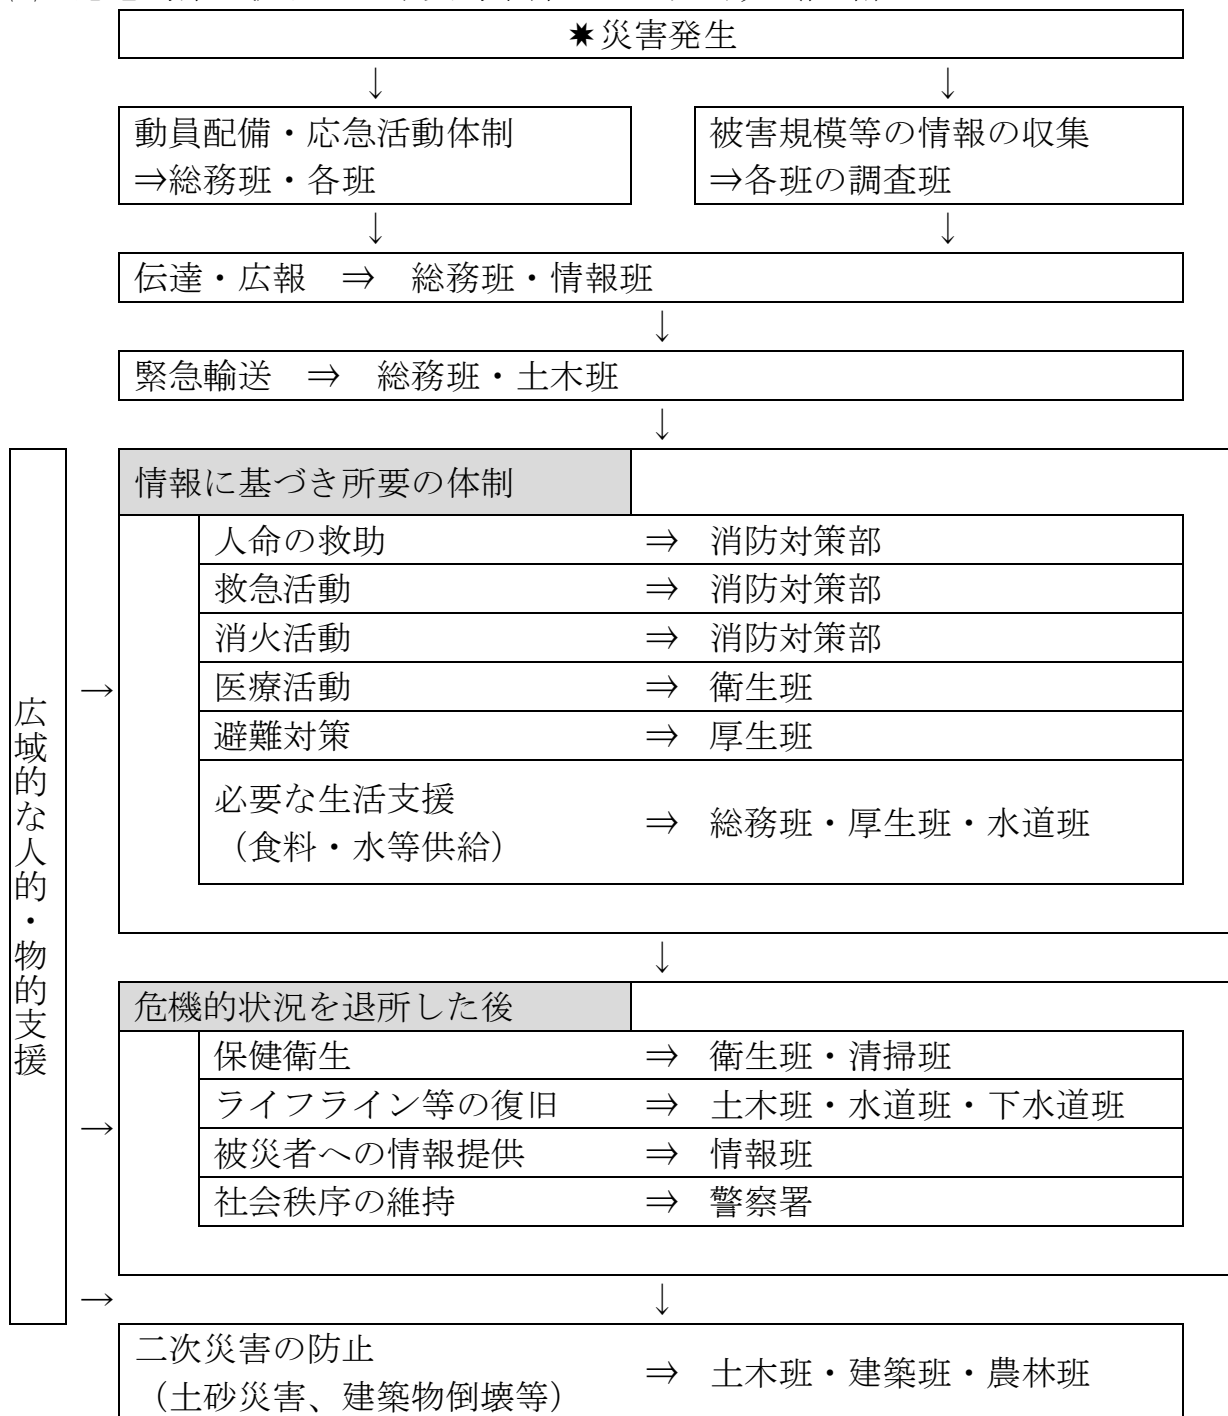 ✷災害発生
↓ ↓
動員配備・応急活動体制
⇒総務班・各班
被害規模等の情報の収集
⇒各班の調査班
↓ ↓
伝達・広報 ⇒ 総務班・情報班
↓
緊急輸送 ⇒ 総務班・土木班
↓
広域的な人的・物的支援
情報に基づき所要の体制
人命の救助 ⇒ 消防対策部
救急活動 ⇒ 消防対策部
消火活動 ⇒ 消防対策部
→
医療活動 ⇒ 衛生班
避難対策 ⇒ 厚生班
必要な生活支援
（食料・水等供給） ⇒ 総務班・厚生班・水道班
↓
危機的状況を退所した後
保健衛生 ⇒ 衛生班・清掃班
ライフライン等の復旧 ⇒ 土木班・水道班・下水道班
→
被災者への情報提供 ⇒ 情報班
社会秩序の維持 ⇒ 警察署
→ ↓
二次災害の防止
（土砂災害、建築物倒壊等） ⇒ 土木班・建築班・農林班